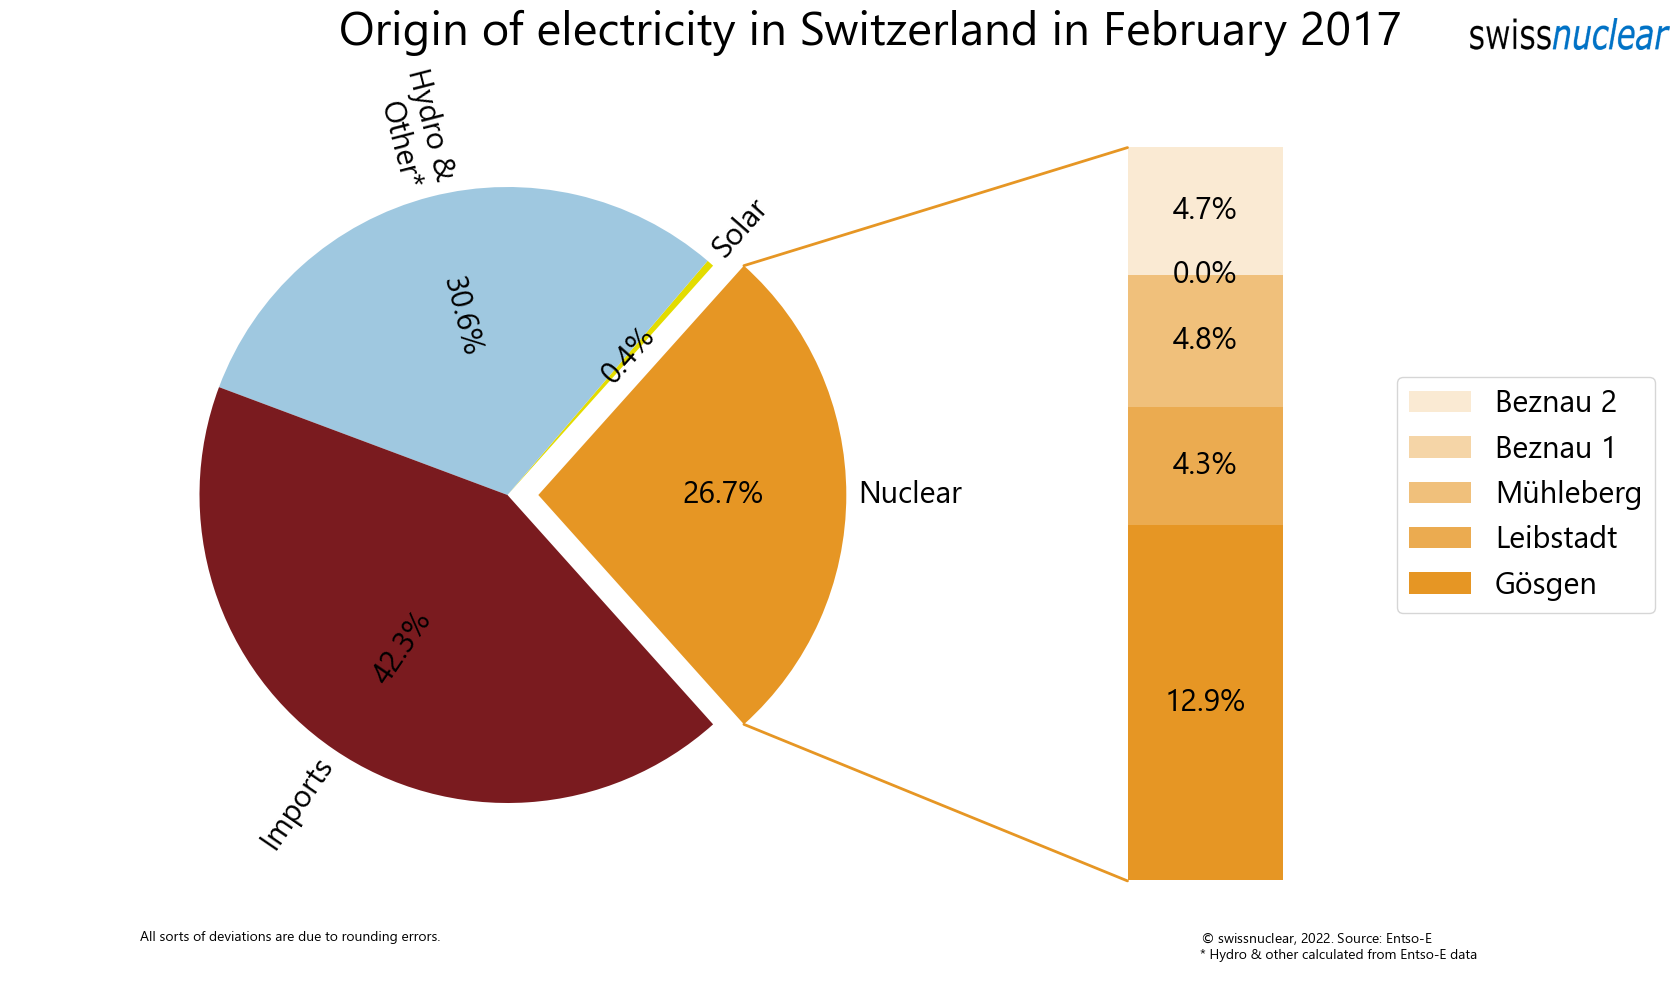 Origin of electricity in Switzerland in February 2017
swissnuclear
Hydro &
Other*
Solar
30.6%
0.4%
26.7%
Nuclear
42.3%
Imports
4.7%
0.0%
4.8%
4.3%
12.9%
Beznau 2
Beznau 1
Mühleberg
Leibstadt
Gösgen
All sorts of deviations are due to rounding errors.
© swissnuclear, 2022. Source: Entso-E
* Hydro & other calculated from Entso-E data